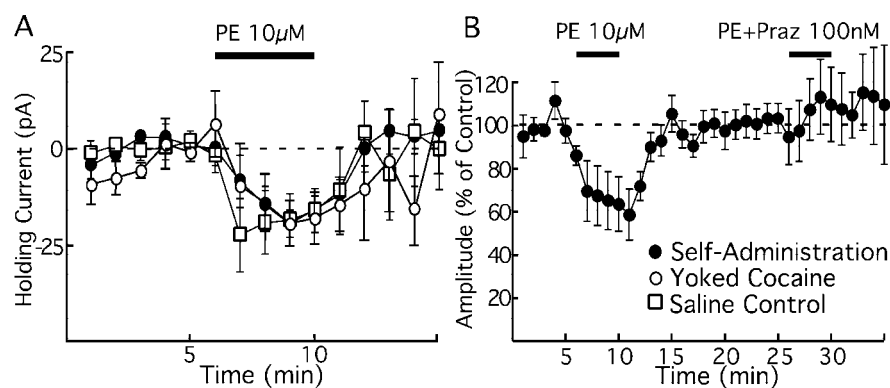 A
PE 10µM
Holding Current (pA)
25
0
-25
5
10
Time (min)
B
PE 10µM
PE+Praz 100nM
Amplitude (% of Control)
120
100
80
60
40
20
5
10
15
20
25
30
Time (min)
Self-Administration
Yoked Cocaine
Saline Control